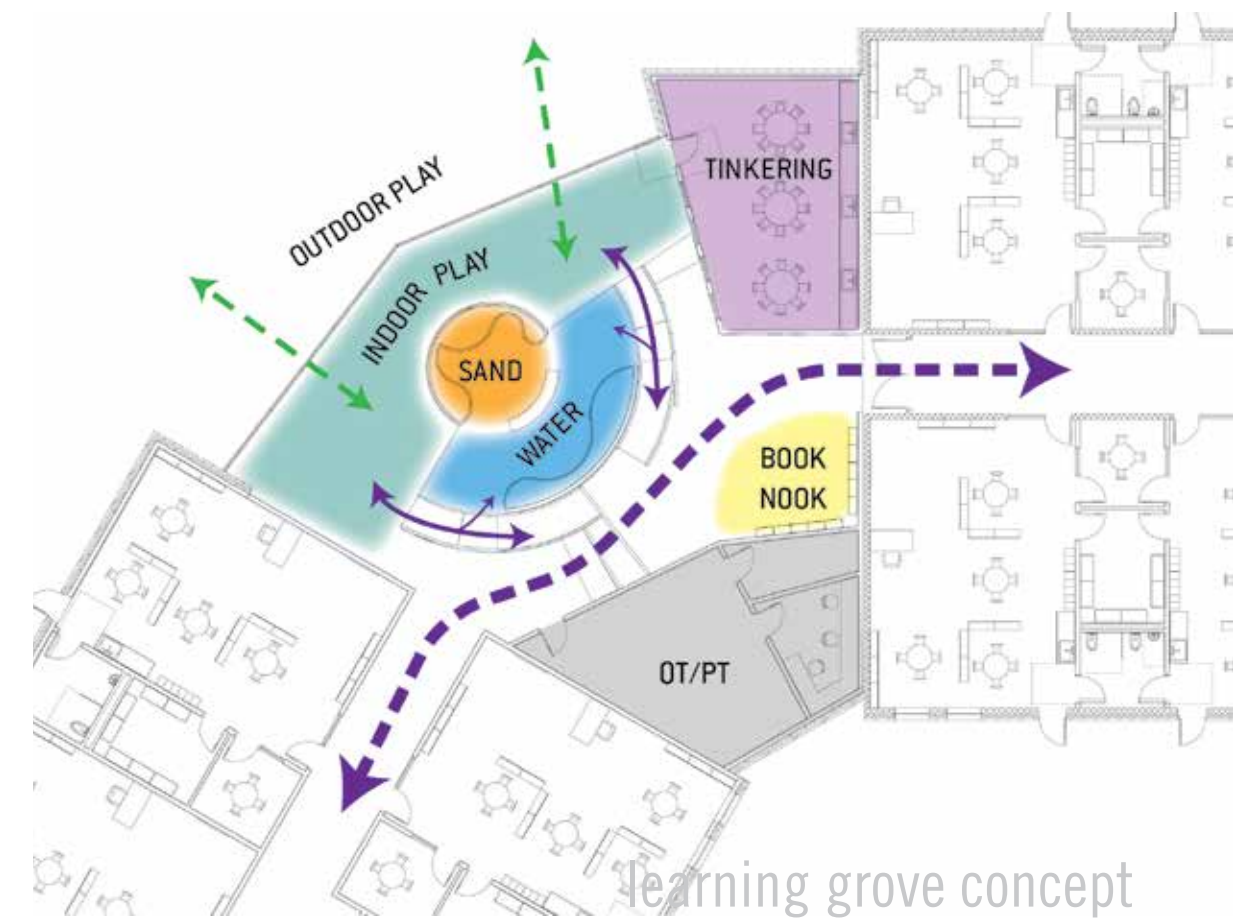 TINKERING
OUTDOOR PLAY
INDOOR PLAY
SAND
WATER
BOOK
NOOK
OT/PT
learning grove concept